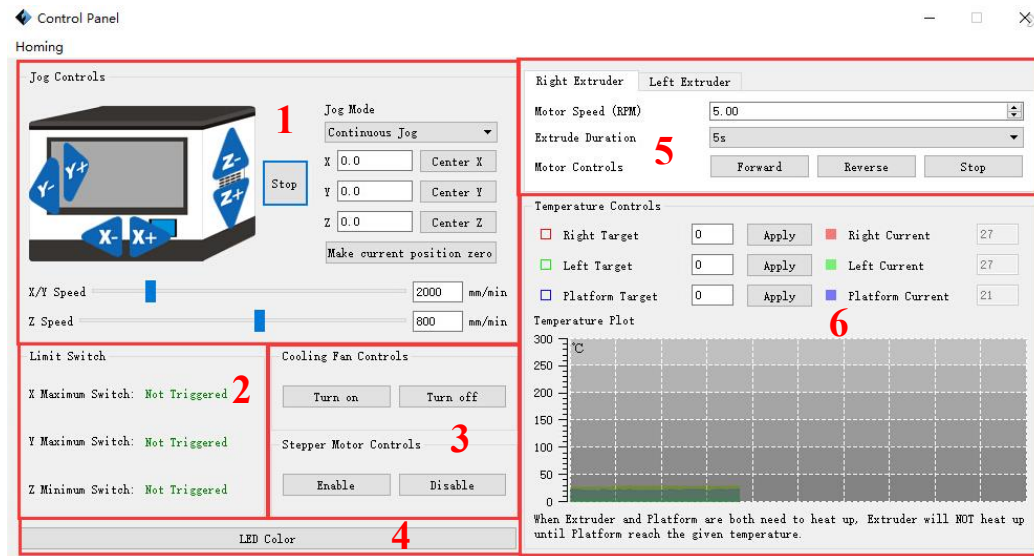 Control Panel
Homing
Jog Controls
1
Jog Mode
Continuous Jog
X 0.0 Center X
Y 0.0 Center Y
Z 0.0 Center Z
Make current position zero
Y- Y+
Z-
Z+
X- X+
Stop
X/Y Speed 2000 mm/min
Z Speed 800 mm/min
Limit Switch
2
X Maximum Switch: Not Triggered
Y Maximum Switch: Not Triggered
Z Minimum Switch: Not Triggered
Cooling Fan Controls
Turn on Turn off
Stepper Motor Controls
3
Enable Disable
4
LED Color
Right Extruder Left Extruder
Motor Speed (RPM) 5.00
Extrude Duration 5s
5
Motor Controls Forward Reverse Stop
Temperature Controls
Right Target 0 Apply Right Current 27
Left Target 0 Apply Left Current 27
Platform Target 0 Apply Platform Current 21
6
Temperature Plot
300
°C
250
200
150
100
50
0
When Extruder and Platform are both need to heat up, Extruder will NOT heat up
until Platform reach the given temperature.